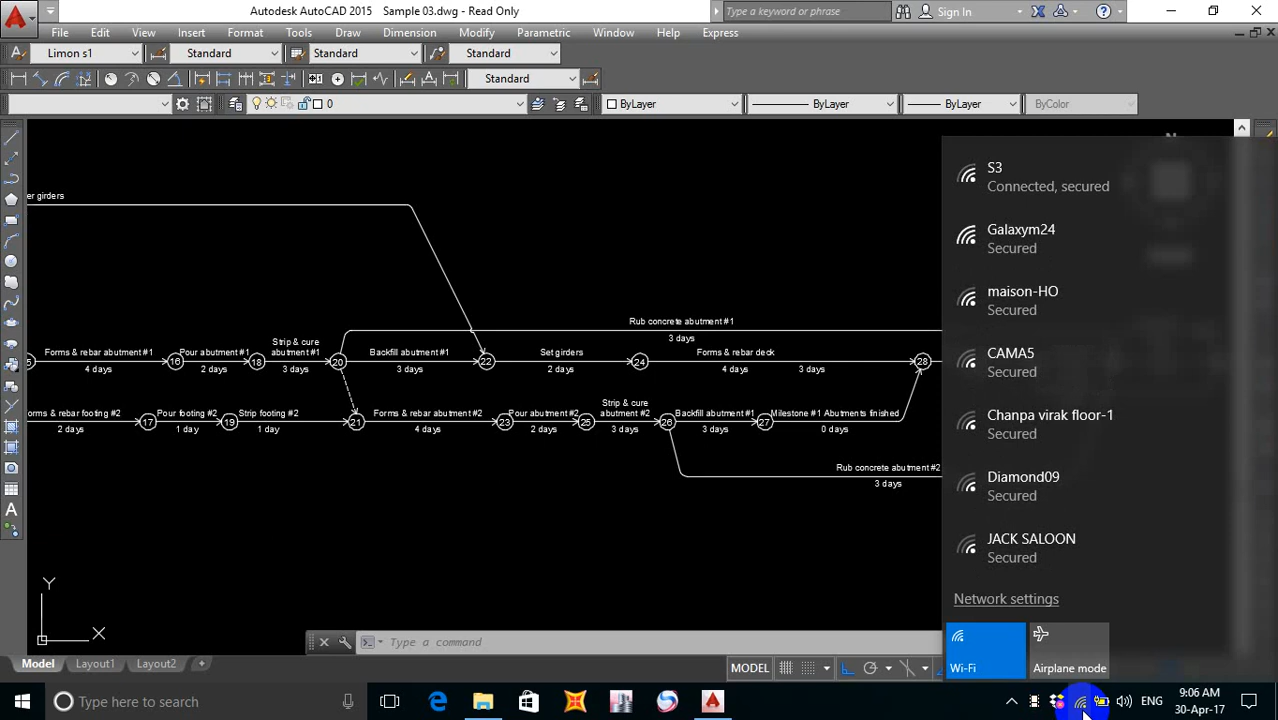 Autodesk AutoCAD 2015 Sample 03.dwg - Read Only
Type a keyword or phrase
Sign In
File Edit View Insert Format Tools Draw Dimension Modify Parametric Window Help Express
Limon s1 Standard Standard Standard
Standard
0 ByLayer ByLayer ByLayer ByColor
er girders
Rub concrete abutment #1
3 days
Forms & rebar abutment #1
4 days
16
Pour abutment #1
2 days
18
Strip & cure
abutment #1
3 days
20
Backfill abutment #1
3 days
22
Set girders
2 days
24
Forms & rebar deck
4 days
3 days
28
orms & rebar footing #2
2 days
17
Pour footing #2
1 day
19
Strip footing #2
1 day
21
Forms & rebar abutment #2
4 days
23
Pour abutment #2
2 days
25
Strip & cure
abutment #2
3 days
26
Backfill abutment #1
3 days
27
Milestone #1 Abutments finished
0 days
Rub concrete abutment #2
3 days
Y
X
Type a command
Model Layout1 Layout2 +
MODEL
S3
Connected, secured
Galaxym24
Secured
maison-HO
Secured
CAMA5
Secured
Chanpa virak floor-1
Secured
Diamond09
Secured
JACK SALOON
Secured
Network settings
Wi-Fi
Airplane mode
Type here to search
ENG
9:06 AM
30-Apr-17